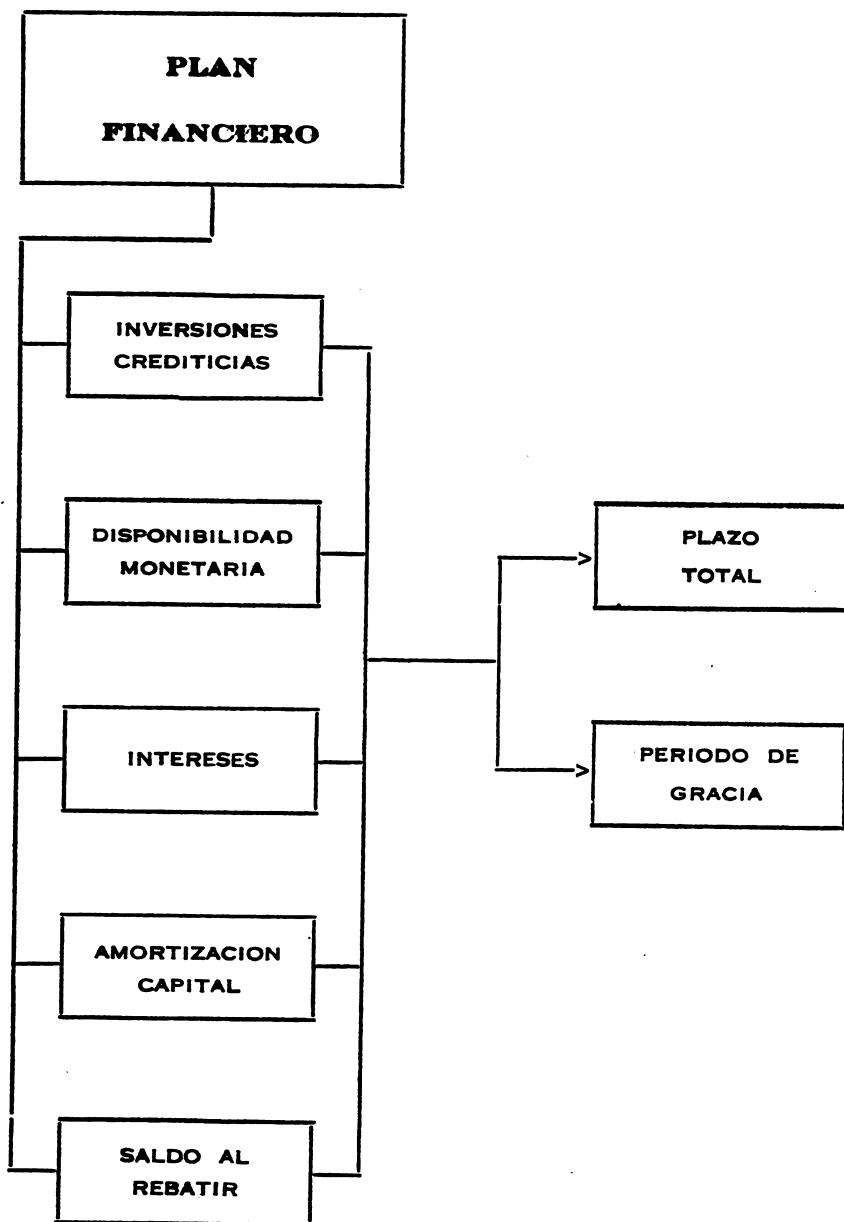 PLAN
FINANCIERO
INVERSIONES
CREDITICIAS
DISPONIBILIDAD
MONETARIA
PLAZO
TOTAL
INTERESES
PERIODO DE
GRACIA
AMORTIZACION
CAPITAL
SALDO AL
REBATIR